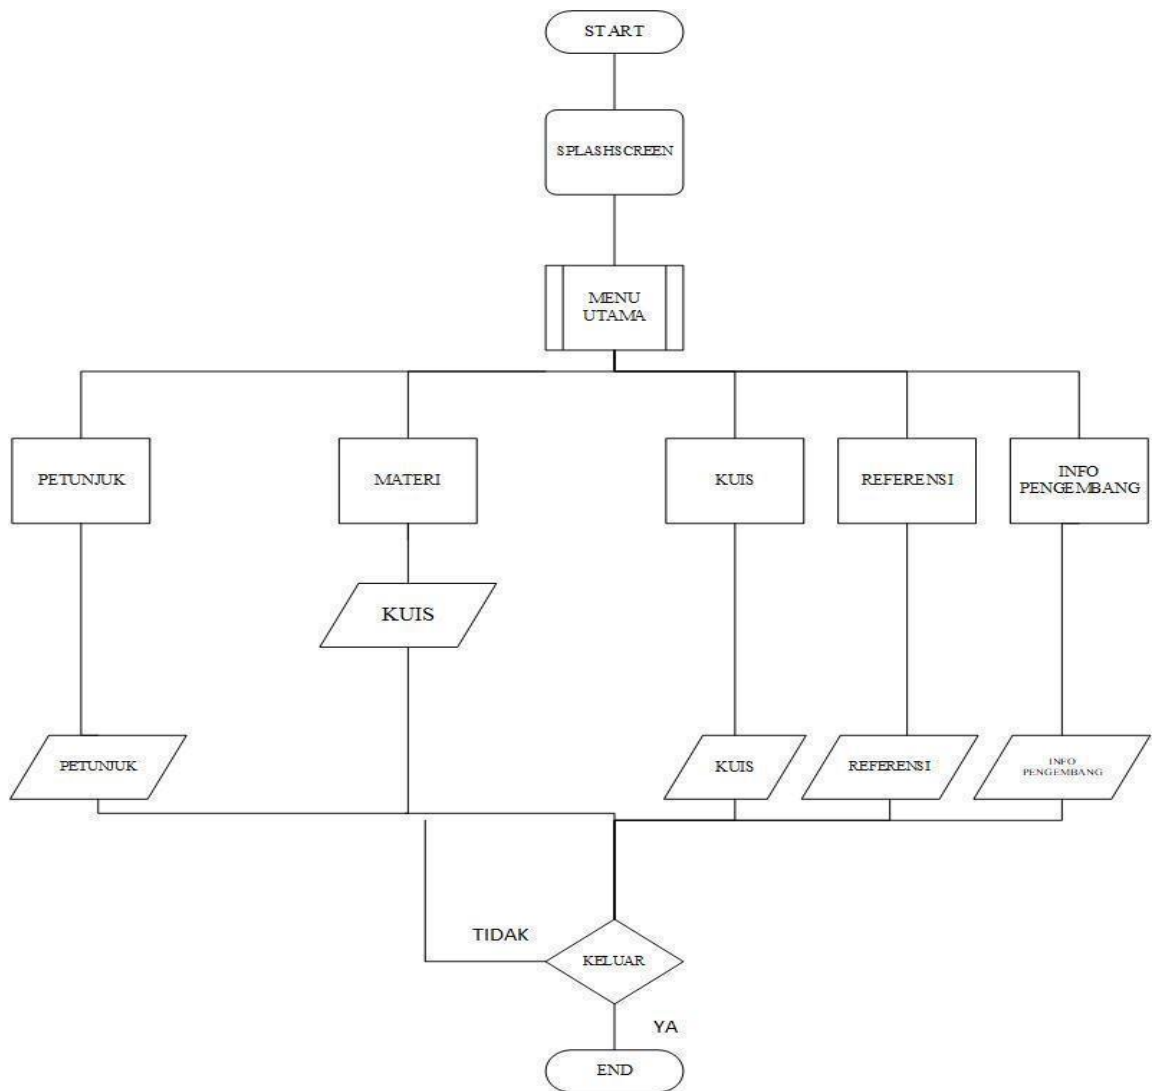 START
SPLASHSCREEN
MENU
UTAMA
PETUNJUK
MATERI
KUIS
REFERENSI
INFO
PENGEMBANG
KUIS
PETUNJUK
KUIS
REFERENSI
INFO
PENGEMBANG
TIDAK
KELUAR
YA
END